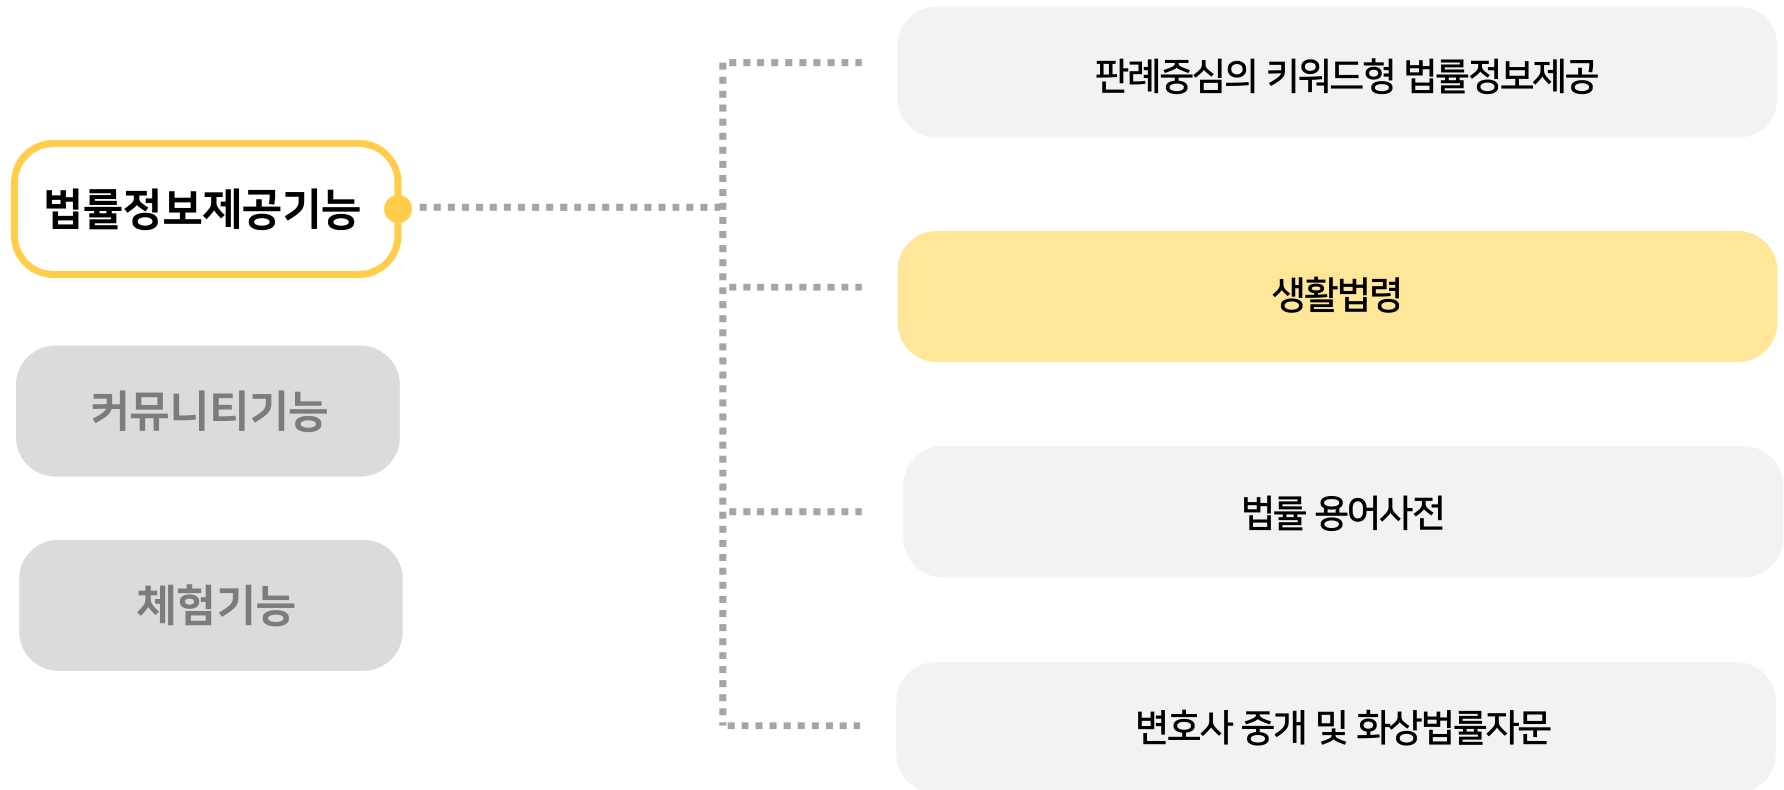 법률정보제공기능
커뮤니티기능
체험기능
판례중심의 키워드형 법률정보제공
생활법령
법률 용어사전
변호사 중개 및 화상법률자문